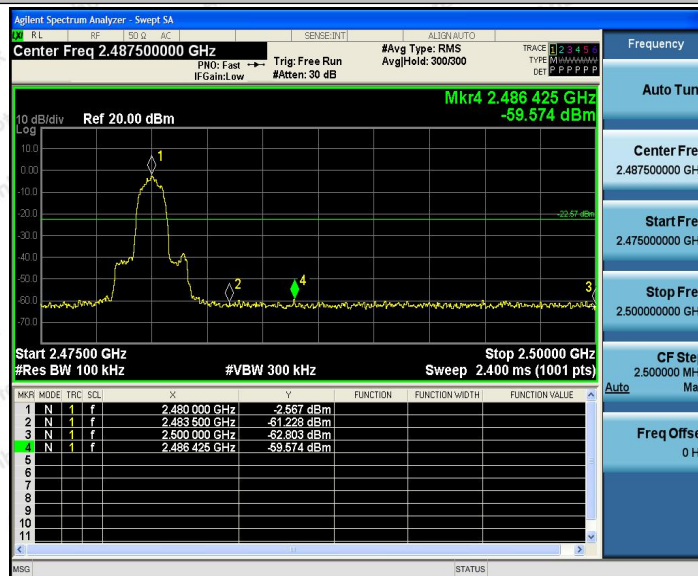 Agilent Spectrum Analyzer - Swept SA
RL RF 50 Ω AC SENSE:INT ALIGN AUTO
Center Freq 2.487500000 GHz
PNO: Fast
IFGain:Low
Trig: Free Run
#Atten: 30 dB
#Avg Type: RMS
Avg|Hold: 300/300
TRACE 1 2 3 4 5 6
TYPE M
DET P P P P P P
Mkr4 2.486 425 GHz
-59.574 dBm
10 dB/div Ref 20.00 dBm
Log
10.0
0.00
-10.0
-20.0
-30.0
-40.0
-50.0
-60.0
-70.0
1
2
4
3
-22.57 dBm
Start 2.47500 GHz Stop 2.50000 GHz
#Res BW 100 kHz #VBW 300 kHz Sweep 2.400 ms (1001 pts)
MKR MODE TRC SCL X Y FUNCTION FUNCTION WIDTH FUNCTION VALUE
1 N 1 f 2.480 000 GHz -2.567 dBm
2 N 1 f 2.483 500 GHz -61.228 dBm
3 N 1 f 2.500 000 GHz -62.803 dBm
4 N 1 f 2.486 425 GHz -59.574 dBm
5
6
7
8
9
10
11
MSG STATUS
Frequency
Auto Tun
Center Fre
2.487500000 GH
Start Fre
2.475000000 GH
Stop Fre
2.500000000 GH
CF Ste
2.500000 MH
Auto Ma
Freq Offse
0 H